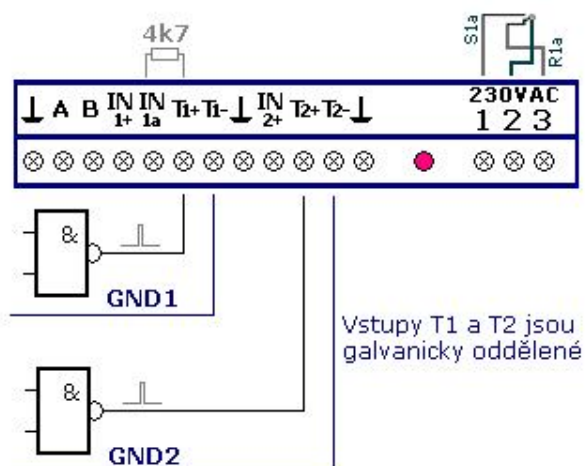 4k7
S1a
R1a
⊥ A B IN 1+ IN 1a T1+ T1- ⊥ IN 2+ T2+ T2- ⊥
230VAC
1 2 3
&
GND1
Vstupy T1 a T2 jsou
galvanicky oddělené
&
GND2